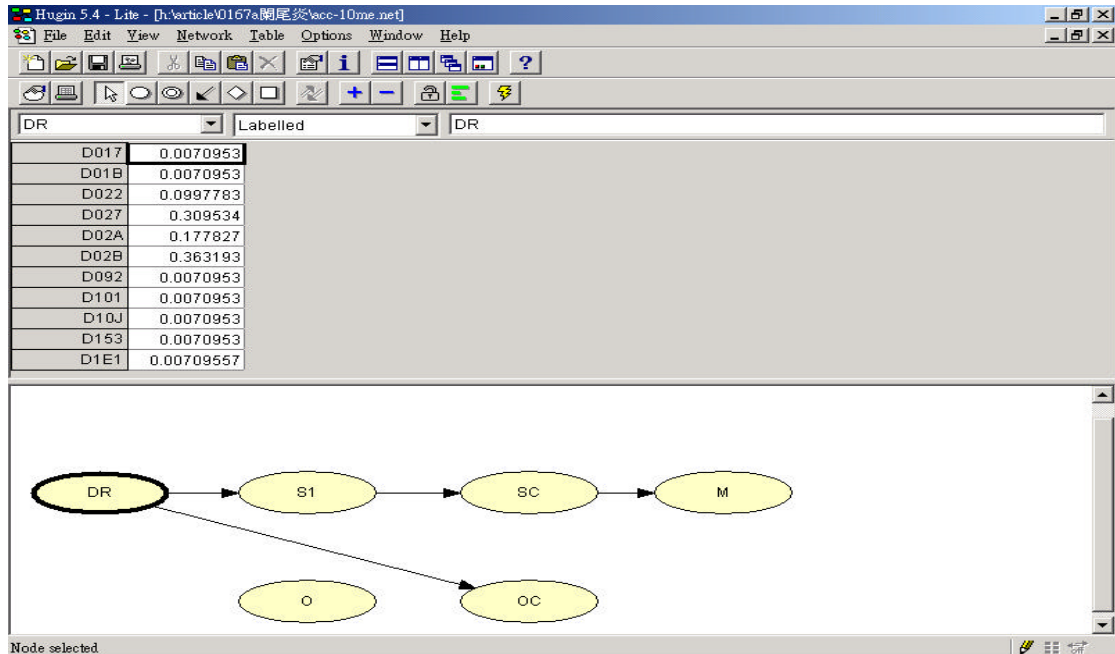 Hugin 5.4 - Lite - [h:\article\0167a闌尾炎\acc-10me.net]
File Edit View Network Table Options Window Help
DR Labelled DR
D017 0.0070953
D01B 0.0070953
D022 0.0997783
D027 0.309534
D02A 0.177827
D02B 0.363193
D092 0.0070953
D101 0.0070953
D10J 0.0070953
D153 0.0070953
D1E1 0.00709557
DR S1 SC M
O OC
Node selected